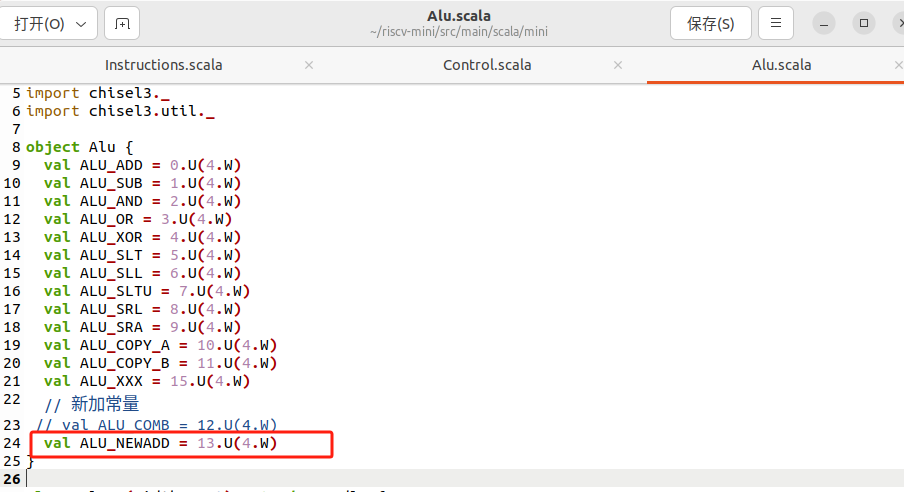 打开(O)
Alu.scala
~/riscv-mini/src/main/scala/mini
保存(S)
Instructions.scala × Control.scala × Alu.scala ×
5 import chisel3._
6 import chisel3.util._
7
8 object Alu {
9 val ALU_ADD = 0.U(4.W)
10 val ALU_SUB = 1.U(4.W)
11 val ALU_AND = 2.U(4.W)
12 val ALU_OR = 3.U(4.W)
13 val ALU_XOR = 4.U(4.W)
14 val ALU_SLT = 5.U(4.W)
15 val ALU_SLL = 6.U(4.W)
16 val ALU_SLTU = 7.U(4.W)
17 val ALU_SRL = 8.U(4.W)
18 val ALU_SRA = 9.U(4.W)
19 val ALU_COPY_A = 10.U(4.W)
20 val ALU_COPY_B = 11.U(4.W)
21 val ALU_XXX = 15.U(4.W)
22 // 新加常量
23 // val ALU_COMB = 12.U(4.W)
24 val ALU_NEWADD = 13.U(4.W)
25 }
26